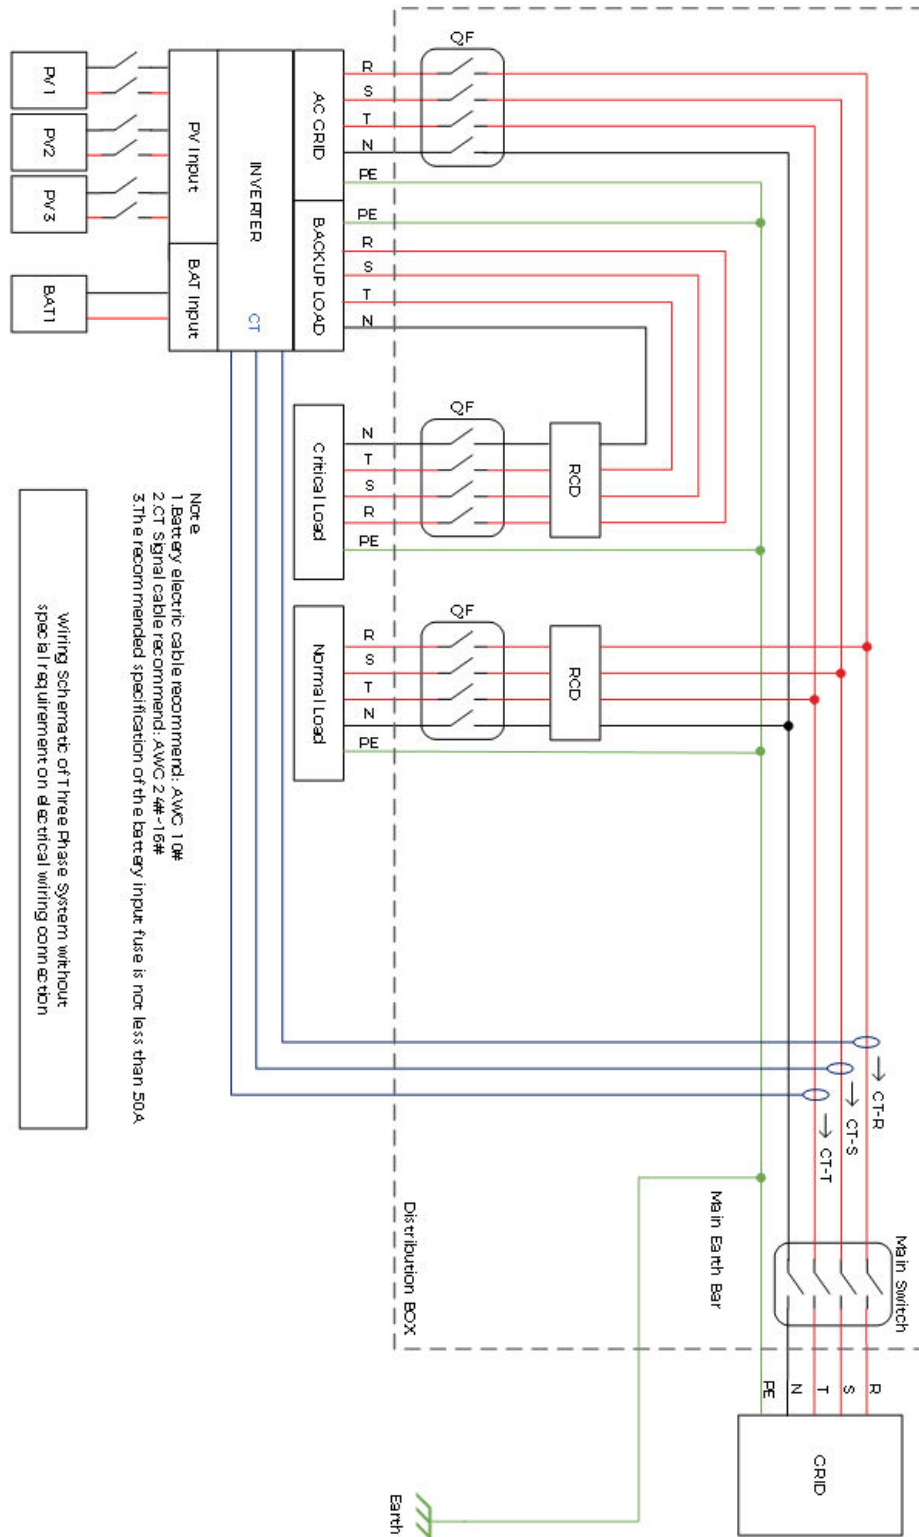 QF
R
S
T
N
PE
PE
R
S
T
N
PV1
PV2
PV3
BAT1
PV Input
BAT Input
INVERTER
CT
AC GRID
BACKUP LOAD
QF
N
T
S
R
PE
Critical Load
RCD
QF
R
S
T
N
PE
Normal Load
RCD
Note
1.Battery electric cable recommend: AWG 10#
2.CT Signal cable recommend: AWG 24#-16#
3.The recommended specification of the battery input fuse is not less than 50A
Wiring Schematic of Three Phase System without
special requirement on electrical wiring connection
CT-R
CT-S
CT-T
Main Switch
Main Earth Bar
Distribution BOX
R
S
T
N
PE
GRID
Earth